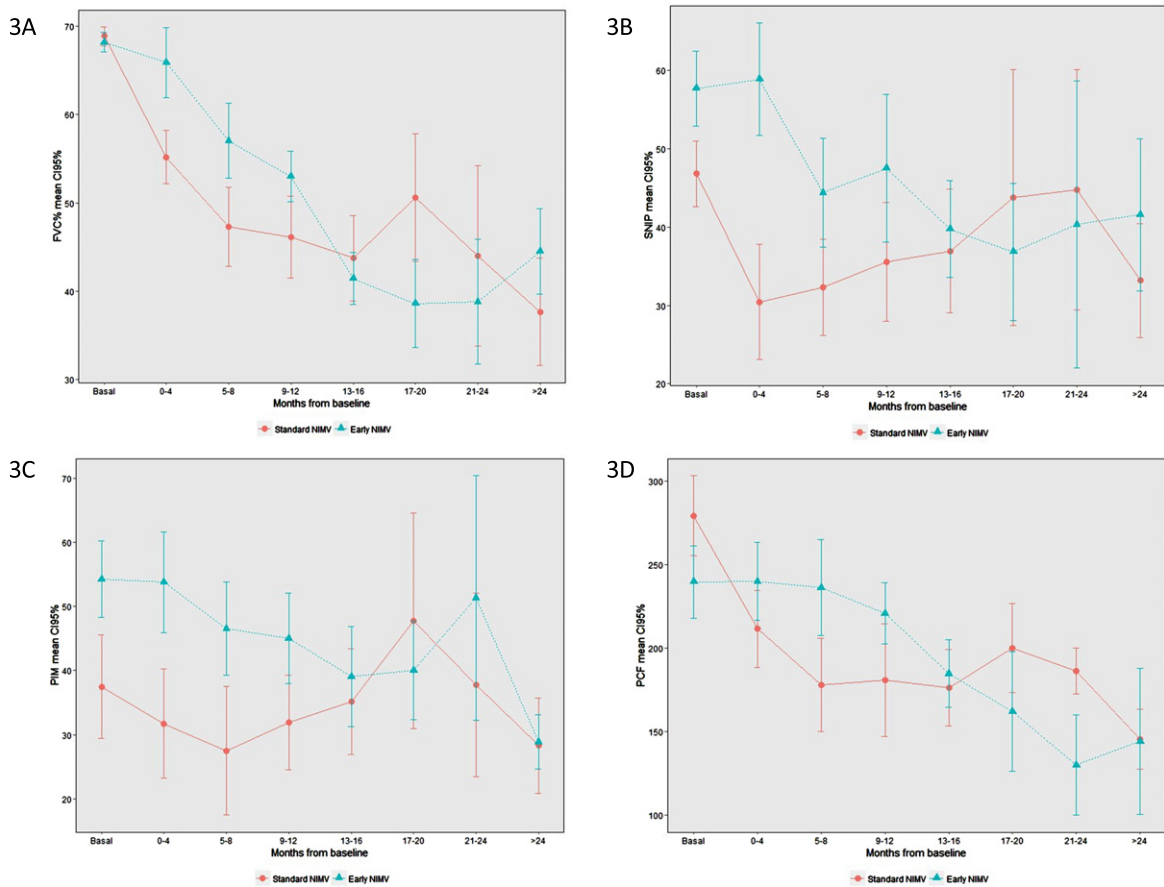 3A
FVC% mean CI95%
70
60
50
40
30
Basal 0-4 5-8 9-12 13-16 17-20 21-24 >24
Months from baseline
Standard NIMV Early NIMV
3B
SNIP mean CI95%
60
50
40
30
20
Basal 0-4 5-8 9-12 13-16 17-20 21-24 >24
Months from baseline
Standard NIMV Early NIMV
3C
PIM mean CI95%
70
60
50
40
30
20
Basal 0-4 5-8 9-12 13-16 17-20 21-24 >24
Months from baseline
Standard NIMV Early NIMV
3D
PCF mean CI95%
300
250
200
150
100
Basal 0-4 5-8 9-12 13-16 17-20 21-24 >24
Months from baseline
Standard NIMV Early NIMV